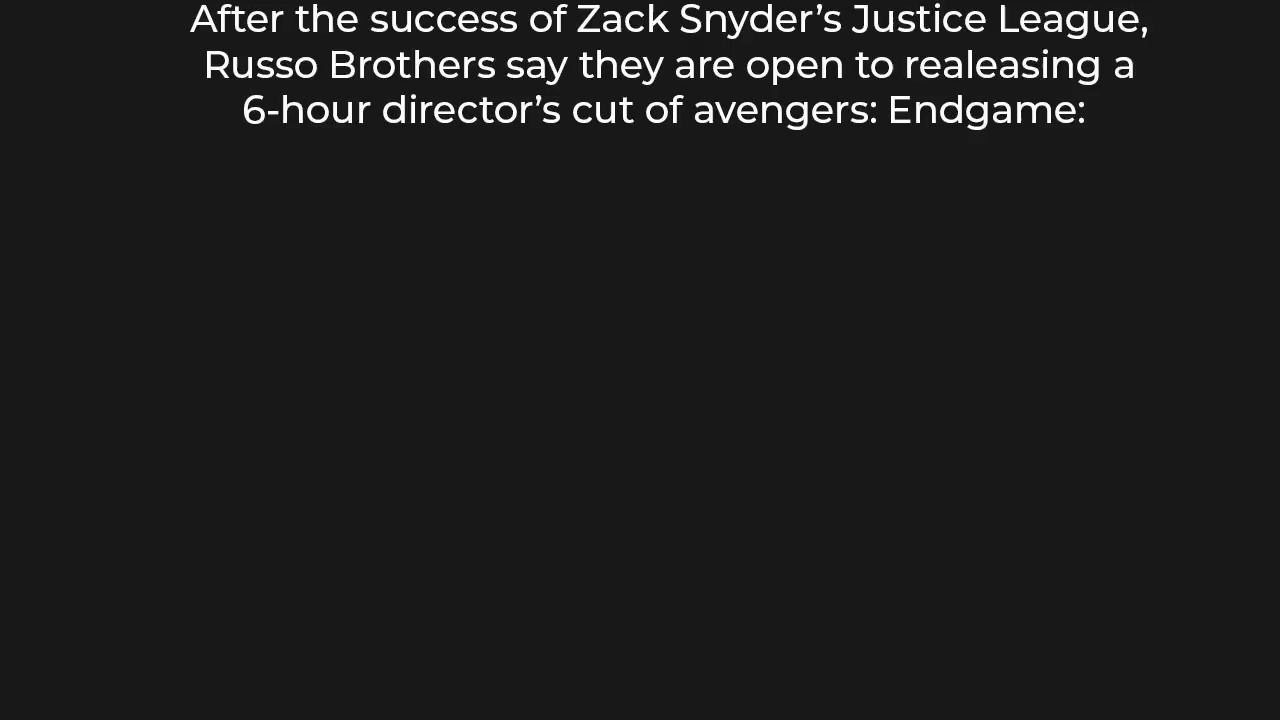 After the success of Zack Snyder’s Justice League,
Russo Brothers say they are open to realeasing a
6-hour director’s cut of avengers: Endgame: